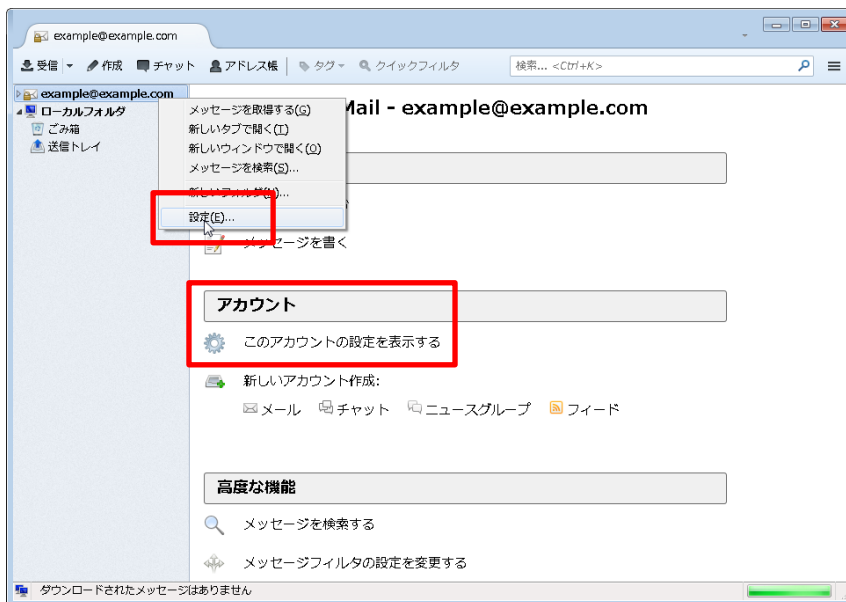 example@example.com
受信 作成 チャット アドレス帳 タグ クイックフィルタ 検索... <Ctrl+K>
example@example.com
ローカルフォルダ
ごみ箱
送信トレイ
メッセージを取得する(G)
新しいタブで開く(T)
新しいウィンドウで開く(O)
メッセージを検索(S)...
新しいフォルダ(N)...
設定(E)...
Mail - example@example.com
メッセージを書く
アカウント
このアカウントの設定を表示する
新しいアカウント作成:
メール チャット ニュースグループ フィード
高度な機能
メッセージを検索する
メッセージフィルタの設定を変更する
ダウンロードされたメッセージはありません